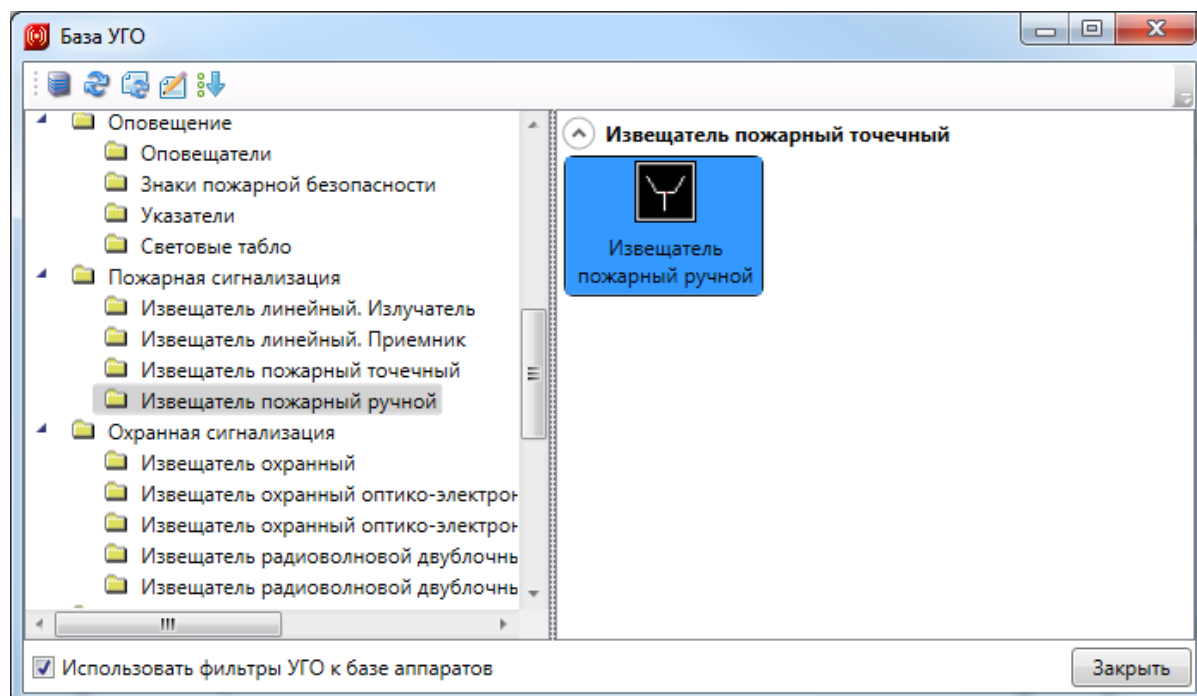 База УГО
Оповещение
Оповещатели
Знаки пожарной безопасности
Указатели
Световые табло
Пожарная сигнализация
Извещатель линейный. Излучатель
Извещатель линейный. Приемник
Извещатель пожарный точечный
Извещатель пожарный ручной
Охранная сигнализация
Извещатель охранный
Извещатель охранный оптико-электрон
Извещатель охранный оптико-электрон
Извещатель радиоволновой двублочны
Извещатель радиоволновой двублочны
Извещатель пожарный точечный
Извещатель
пожарный ручной
Использовать фильтры УГО к базе аппаратов
Закрыть